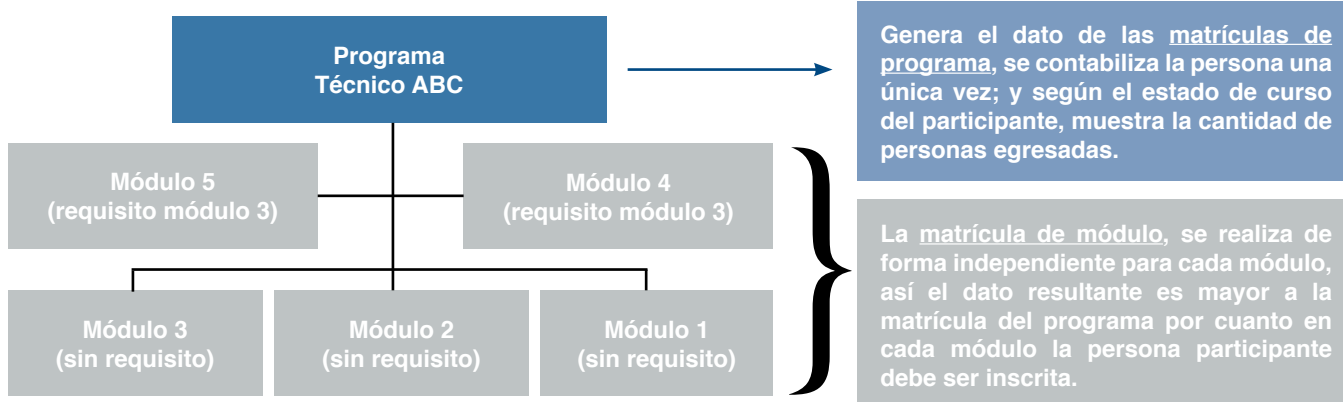 Programa
Técnico ABC
Genera el dato de las matrículas de
programa, se contabiliza la persona una
única vez; y según el estado de curso
del participante, muestra la cantidad de
personas egresadas.
Módulo 5
(requisito módulo 3)
Módulo 4
(requisito módulo 3)
Módulo 3
(sin requisito)
Módulo 2
(sin requisito)
Módulo 1
(sin requisito)
La matrícula de módulo, se realiza de
forma independiente para cada módulo,
así el dato resultante es mayor a la
matrícula del programa por cuanto en
cada módulo la persona participante
debe ser inscrita.